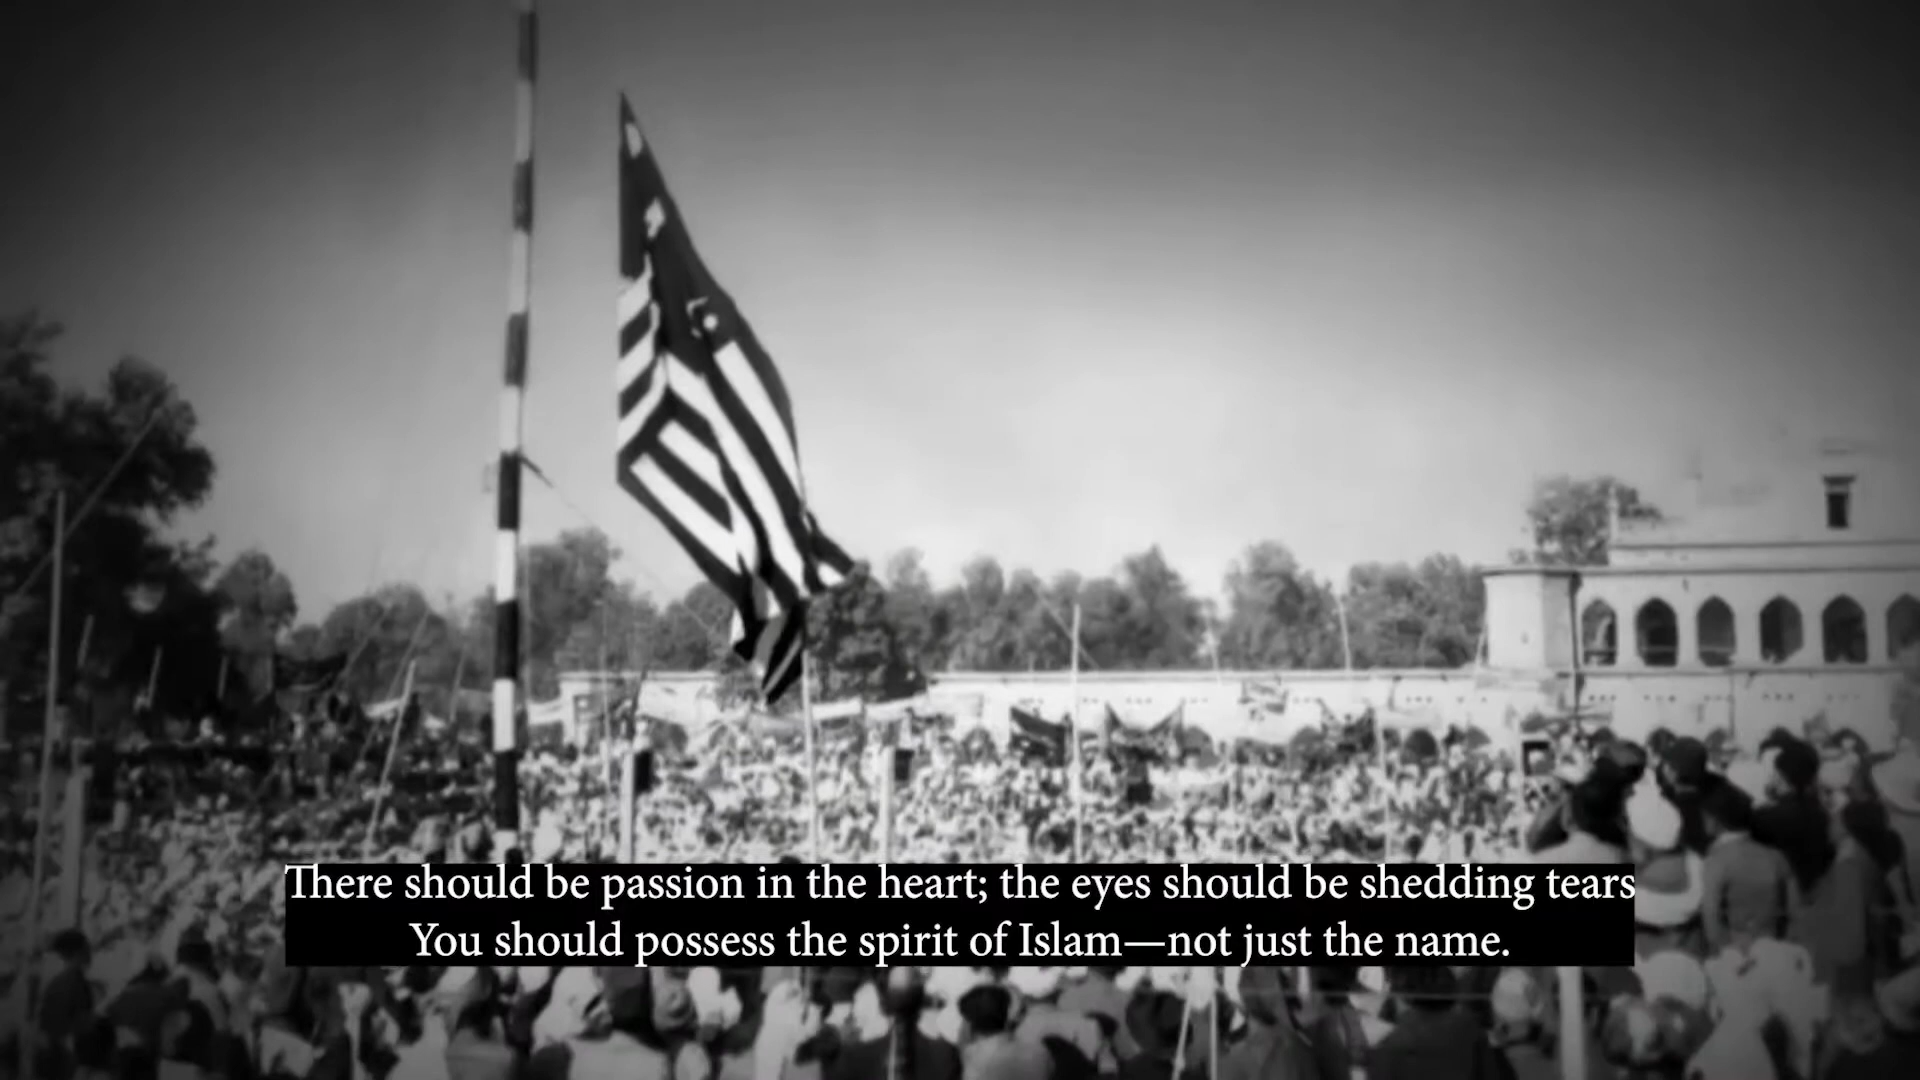 There should be passion in the heart; the eyes should be shedding tears
You should possess the spirit of Islam—not just the name.